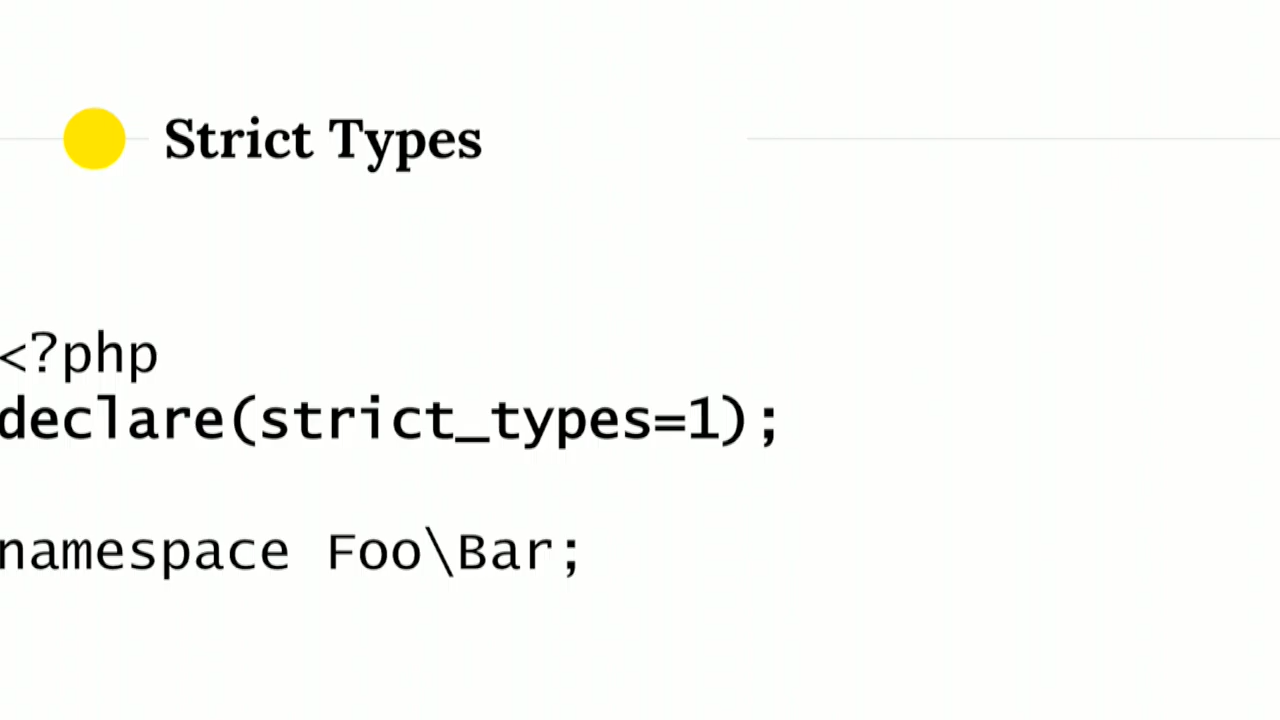 Strict Types
<?php
declare(strict_types=1);
namespace Foo\Bar;